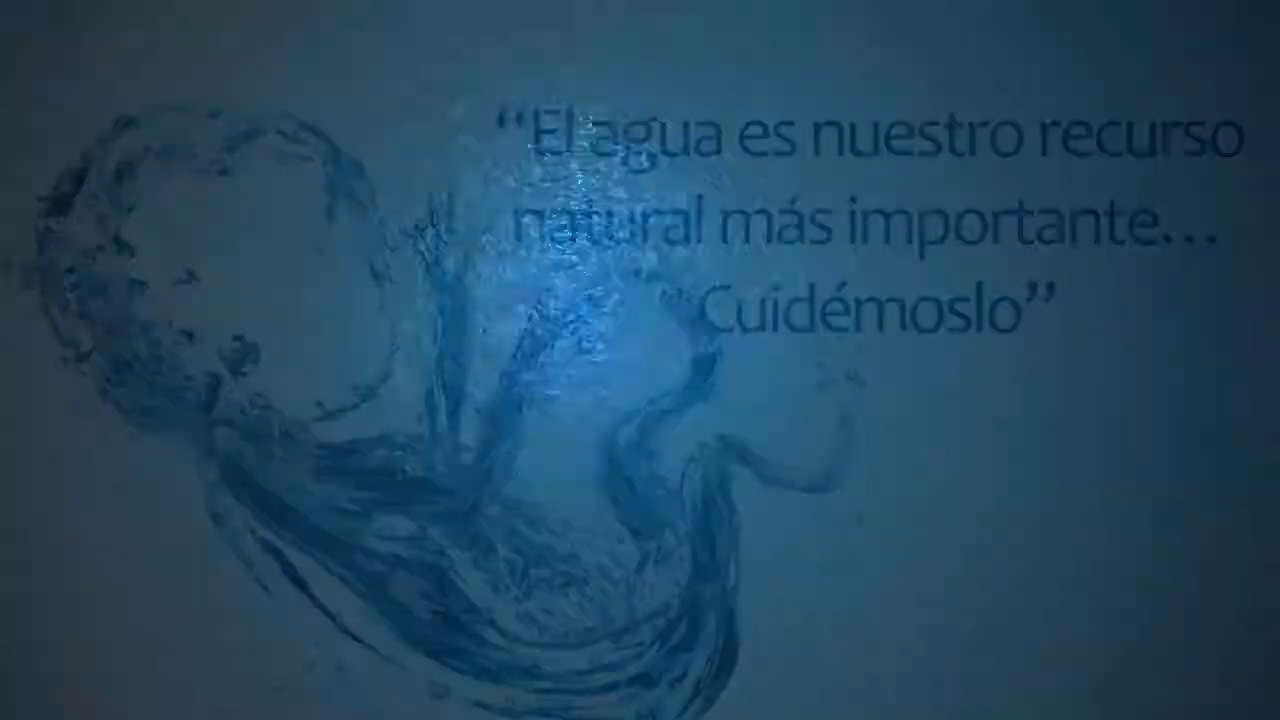 “El agua es nuestro recurso
natural más importante...
Cuidémoslo”